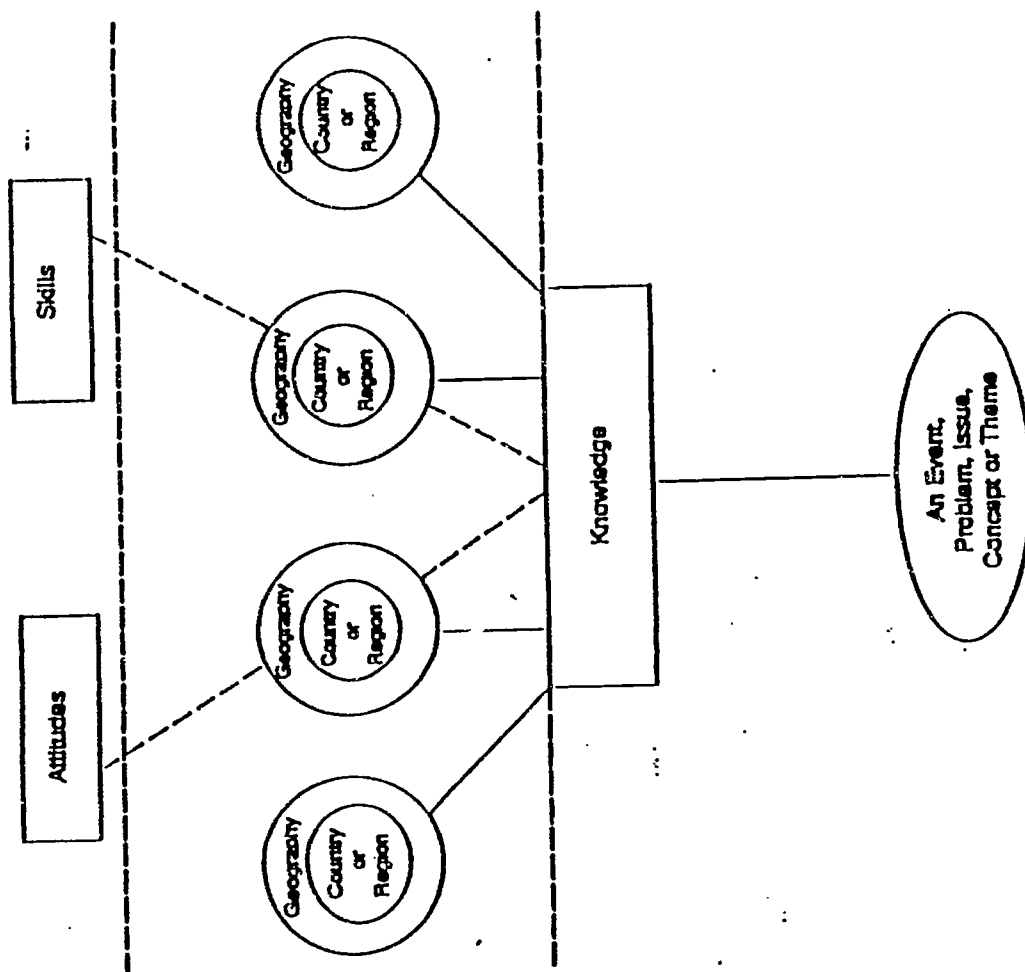 Attitudes
Skills
Geography
Country
or
Region
Geography
Country
or
Region
Geography
Country
or
Region
Geography
Country
or
Region
Knowledge
An Event,
Problem, Issue,
Concept or Theme